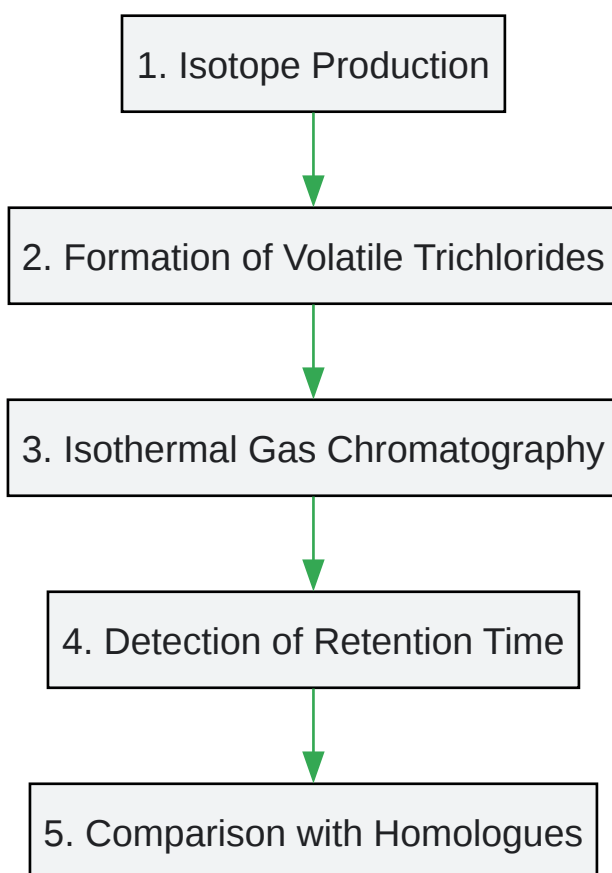 1. Isotope Production
2. Formation of Volatile Trichlorides
3. Isothermal Gas Chromatography
4. Detection of Retention Time
5. Comparison with Homologues